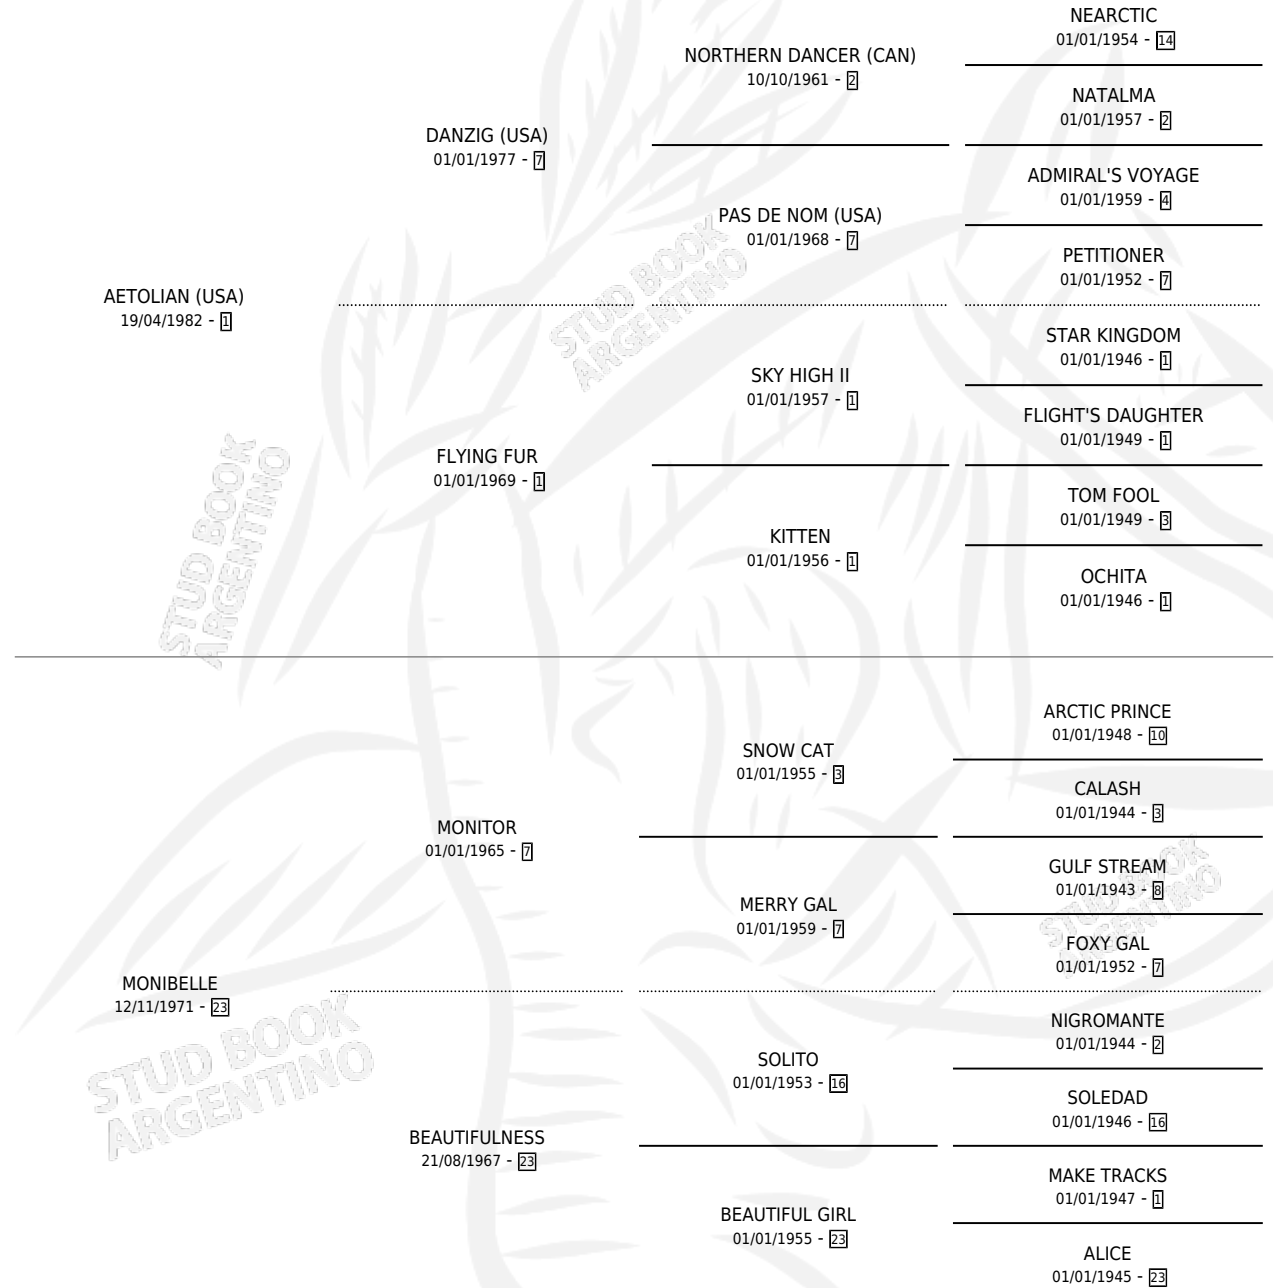 NEARCTIC
01/01/1954 - 14
NORTHERN DANCER (CAN)
10/10/1961 - 2
NATALMA
01/01/1957 - 2
DANZIG (USA)
01/01/1977 - 7
ADMIRAL'S VOYAGE
01/01/1959 - 4
PAS DE NOM (USA)
01/01/1968 - 7
PETITIONER
01/01/1952 - 7
AETOLIAN (USA)
19/04/1982 - 1
STAR KINGDOM
01/01/1946 - 1
SKY HIGH II
01/01/1957 - 1
FLIGHT'S DAUGHTER
01/01/1949 - 1
FLYING FUR
01/01/1969 - 1
TOM FOOL
01/01/1949 - 3
KITTEN
01/01/1956 - 1
OCHITA
01/01/1946 - 1
ARCTIC PRINCE
01/01/1948 - 10
SNOW CAT
01/01/1955 - 3
CALASH
01/01/1944 - 3
MONITOR
01/01/1965 - 7
GULF STREAM
01/01/1943 - 8
MERRY GAL
01/01/1959 - 7
FOXY GAL
01/01/1952 - 7
MONIBELLE
12/11/1971 - 23
NIGROMANTE
01/01/1944 - 2
SOLITO
01/01/1953 - 16
SOLEDAD
01/01/1946 - 16
BEAUTIFULNESS
21/08/1967 - 23
MAKE TRACKS
01/01/1947 - 1
BEAUTIFUL GIRL
01/01/1955 - 23
ALICE
01/01/1945 - 23
STUD BOOK
ARGENTINO
STUD BOOK
ARGENTINO
STUD BOOK
ARGENTINO
STUD BOOK
ARGENTINO